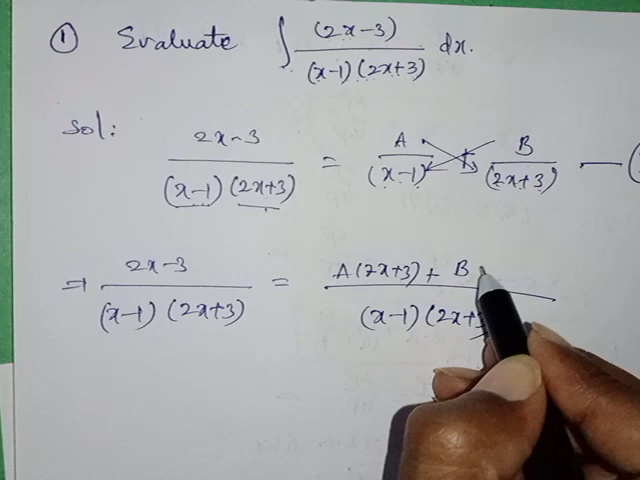 ① Evaluate ∫ (2x-3) / (x-1)(2x+3) dx.
Sol: 2x-3 / (x-1)(2x+3) = A / (x-1) + B / (2x+3) — (
⇒ 2x-3 / (x-1)(2x+3) = A(2x+3) + B / (x-1)(2x+